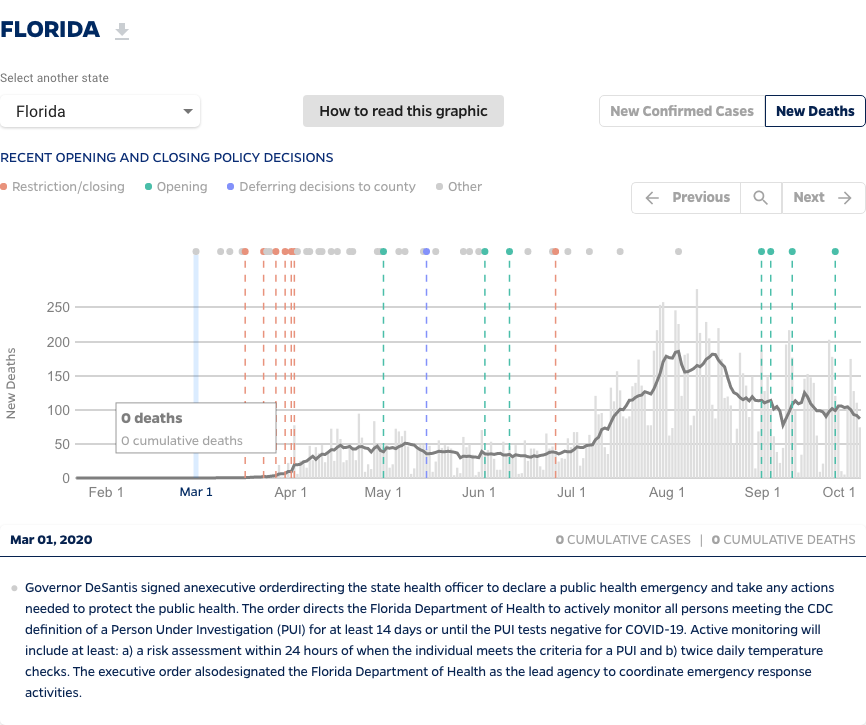 FLORIDA
Select another state
Florida
How to read this graphic
New Confirmed Cases
New Deaths
RECENT OPENING AND CLOSING POLICY DECISIONS
Restriction/closing
Opening
Deferring decisions to county
Other
Previous
Next
250
200
150
100
50
0
New Deaths
0 deaths
0 cumulative deaths
Feb 1
Mar 1
Apr 1
May 1
Jun 1
Jul 1
Aug 1
Sep 1
Oct 1
Mar 01, 2020
0 CUMULATIVE CASES | 0 CUMULATIVE DEATHS
Governor DeSantis signed anexecutive orderdirecting the state health officer to declare a public health emergency and take any actions
needed to protect the public health. The order directs the Florida Department of Health to actively monitor all persons meeting the CDC
definition of a Person Under Investigation (PUI) for at least 14 days or until the PUI tests negative for COVID-19. Active monitoring will
include at least: a) a risk assessment within 24 hours of when the individual meets the criteria for a PUI and b) twice daily temperature
checks. The executive order alsodesignated the Florida Department of Health as the lead agency to coordinate emergency response
activities.